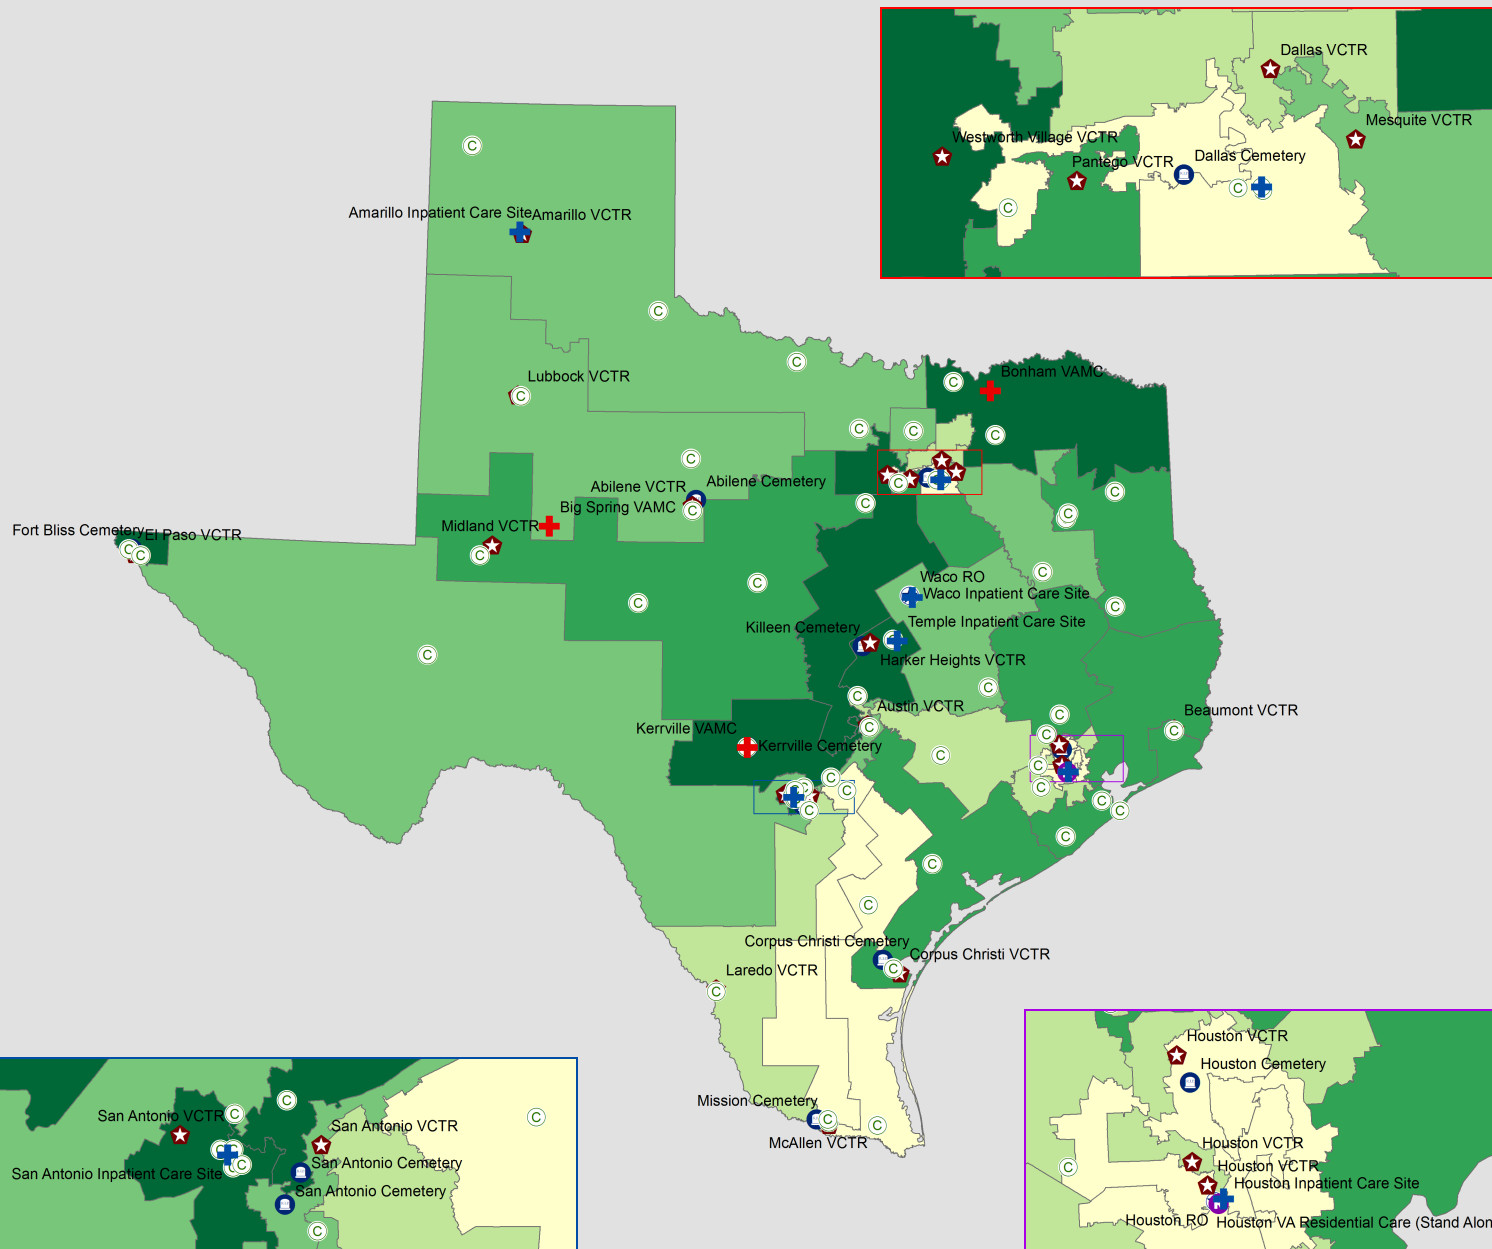 Dallas VCTR
Mesquite VCTR
Westworth Village VCTR
Pantego VCTR
Dallas Cemetery
C
C
C
Amarillo Inpatient Care Site
Amarillo VCTR
C
C
Bonham VAMC
C
Lubbock VCTR
C
C
C
C
C
Abilene VCTR
Abilene Cemetery
C
C
C
Big Spring VAMC
C
C
C
Midland VCTR
Fort Bliss Cemetery
El Paso VCTR
C
C
C
Waco RO
Waco Inpatient Care Site
C
C
C
C
Killeen Cemetery
Temple Inpatient Care Site
Harker Heights VCTR
C
C
C
Austin VCTR
C
Beaumont VCTR
C
C
C
Kerrville VAMC
Kerrville Cemetery
C
C
C
C
C
C
C
C
C
C
C
C
Corpus Christi Cemetery
Corpus Christi VCTR
C
Laredo VCTR
C
Mission Cemetery
C
C
McAllen VCTR
San Antonio VCTR
C
C
San Antonio VCTR
C
San Antonio Inpatient Care Site
C
San Antonio Cemetery
San Antonio Cemetery
C
Houston VCTR
Houston Cemetery
Houston VCTR
C
Houston VCTR
Houston Inpatient Care Site
Houston RO
Houston VA Residential Care (Stand Alon